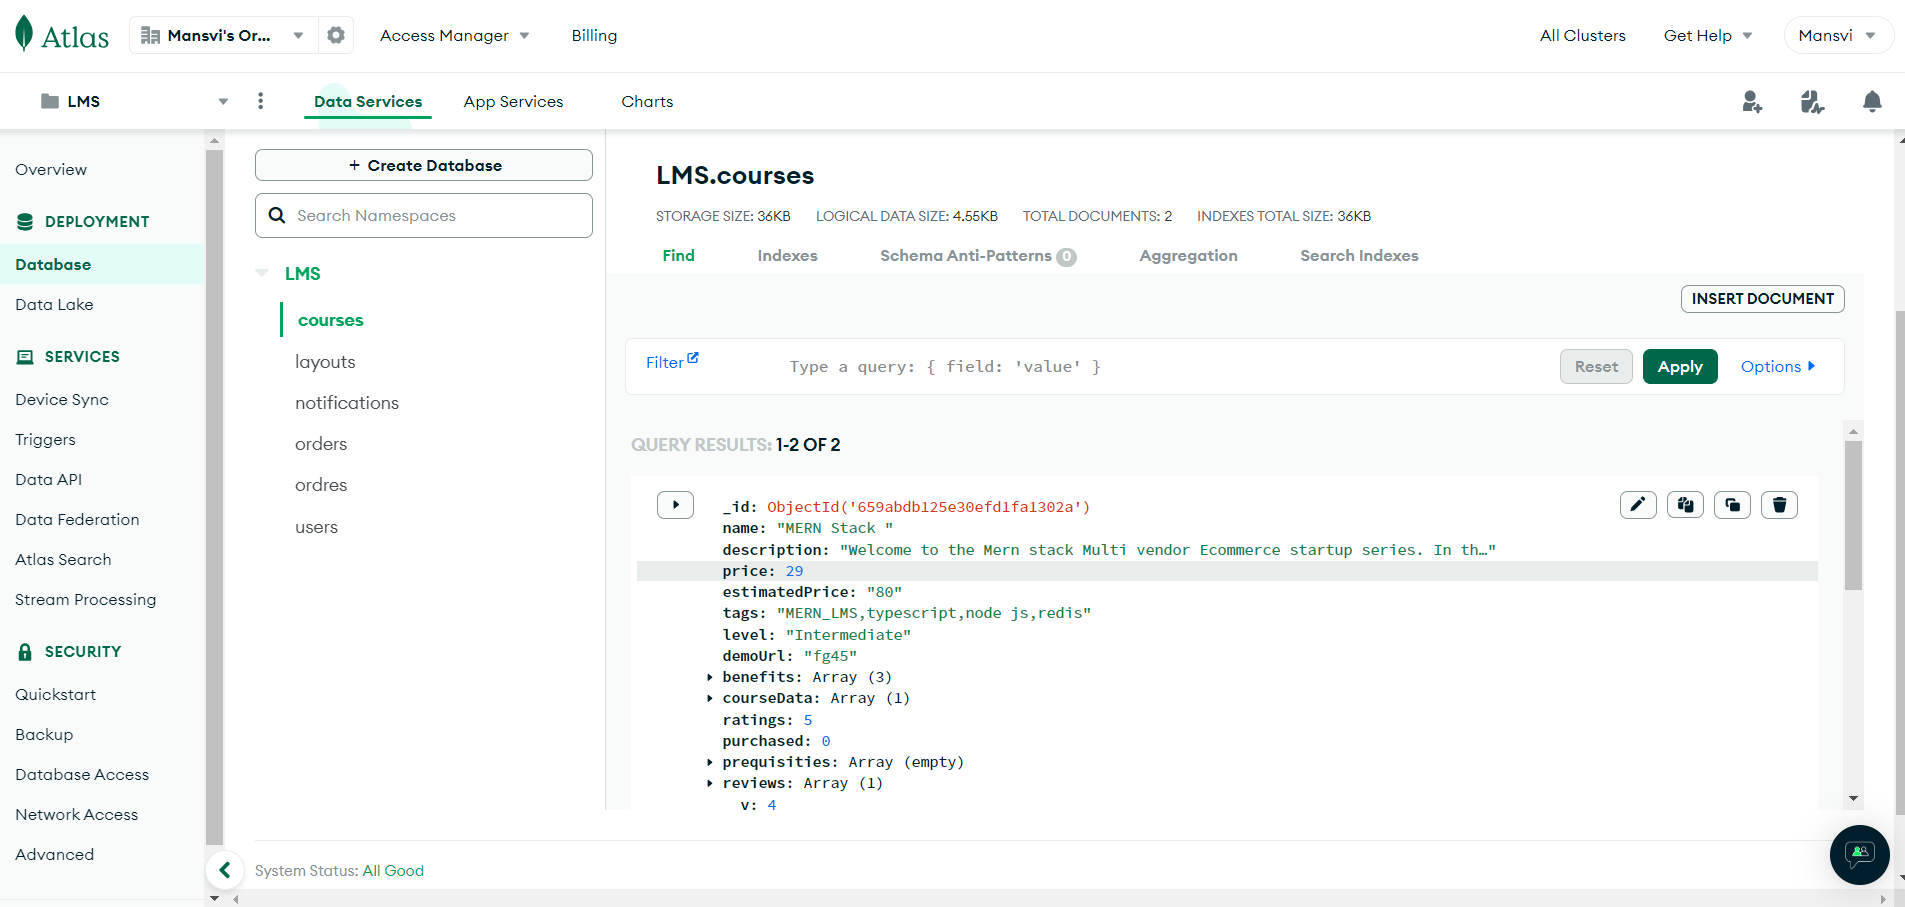 Atlas
Mansvi's Or...
Access Manager
Billing
All Clusters
Get Help
Mansvi
LMS
Data Services
App Services
Charts
Overview
DEPLOYMENT
Database
Data Lake
SERVICES
Device Sync
Triggers
Data API
Data Federation
Atlas Search
Stream Processing
SECURITY
Quickstart
Backup
Database Access
Network Access
Advanced
+ Create Database
Search Namespaces
LMS
courses
layouts
notifications
orders
ordres
users
LMS.courses
STORAGE SIZE: 36KB LOGICAL DATA SIZE: 4.55KB TOTAL DOCUMENTS: 2 INDEXES TOTAL SIZE: 36KB
Find Indexes Schema Anti-Patterns 0 Aggregation Search Indexes
INSERT DOCUMENT
Filter Type a query: { field: 'value' } Reset Apply Options
QUERY RESULTS: 1-2 OF 2
_id: ObjectId('659abdb125e30efd1fa1302a')
name: "MERN Stack "
description: "Welcome to the Mern stack Multi vendor Ecommerce startup series. In th…"
price: 29
estimatedPrice: "80"
tags: "MERN_LMS,typescript,node js,redis"
level: "Intermediate"
demoUrl: "fg45"
benefits: Array (3)
courseData: Array (1)
ratings: 5
purchased: 0
prequisities: Array (empty)
reviews: Array (1)
v: 4
System Status: All Good